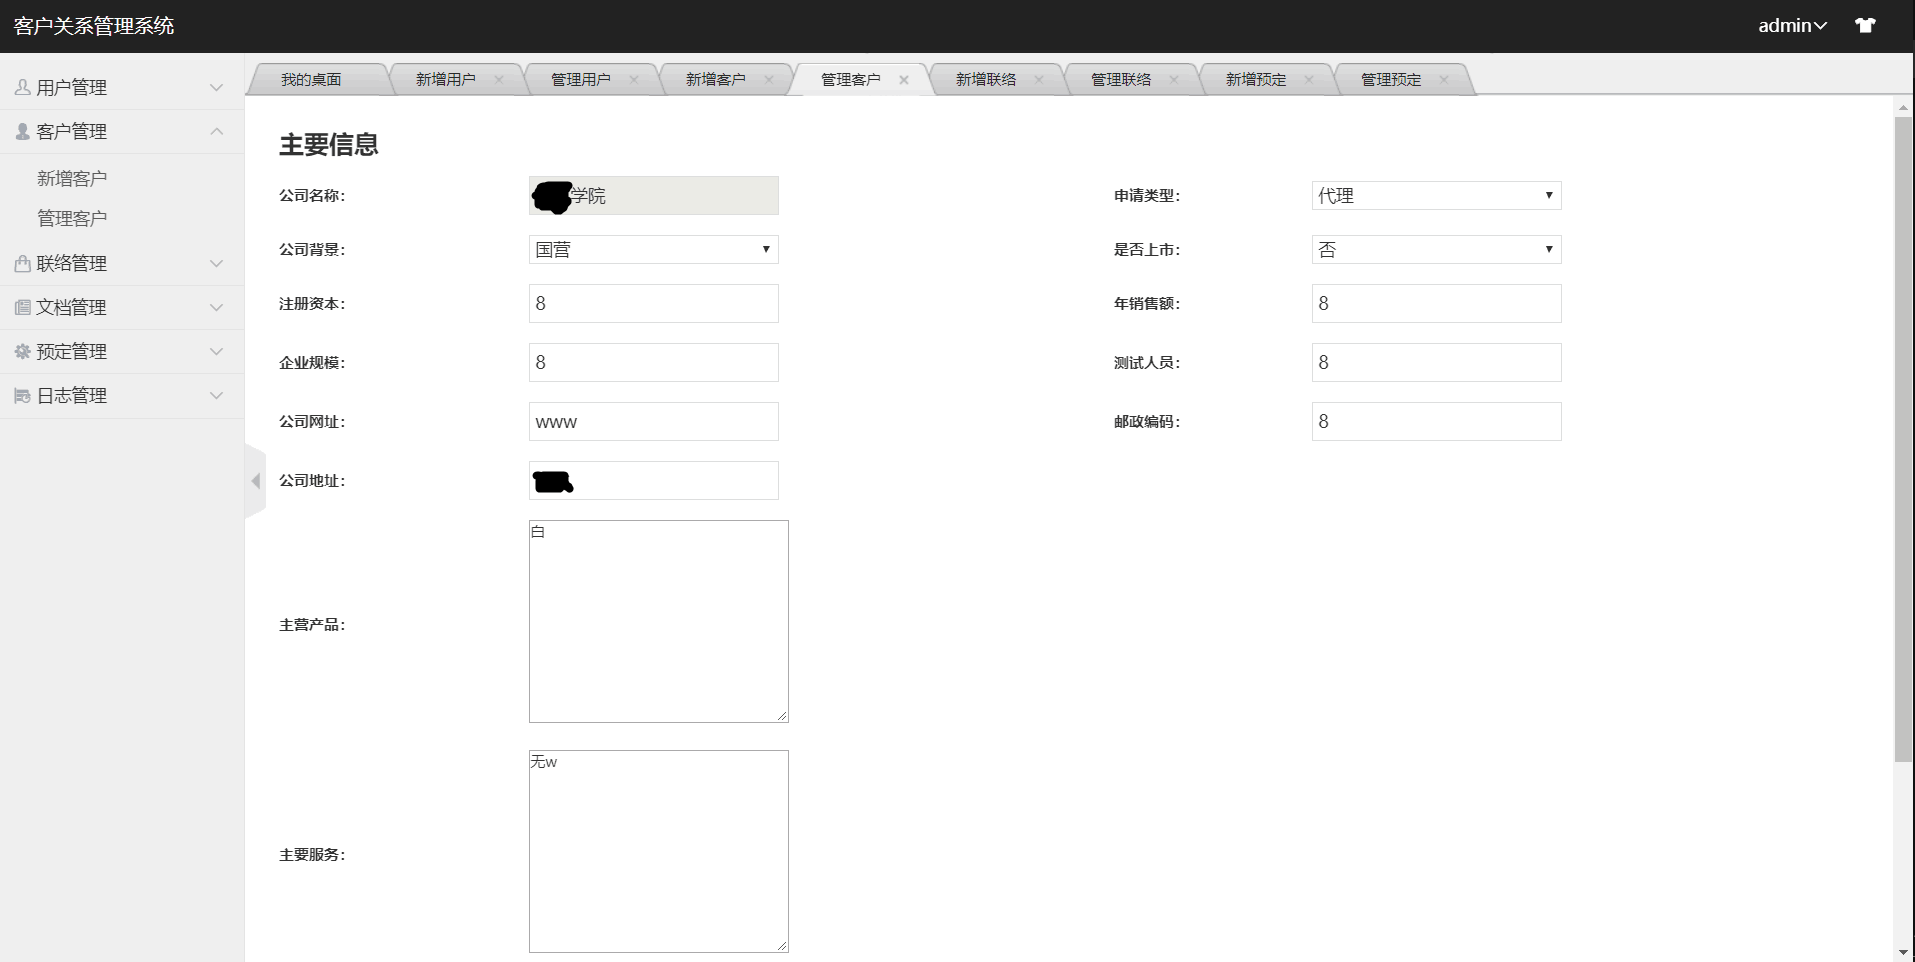 客户关系管理系统
admin
用户管理
客户管理
新增客户
管理客户
联络管理
文档管理
预定管理
日志管理
我的桌面 新增用户 管理用户 新增客户 管理客户 新增联络 管理联络 新增预定 管理预定
主要信息
公司名称: 学院 申请类型: 代理
公司背景: 国营 是否上市: 否
注册资本: 8 年销售额: 8
企业规模: 8 测试人员: 8
公司网址: www 邮政编码: 8
公司地址:
主营产品: 白
主要服务: 无w